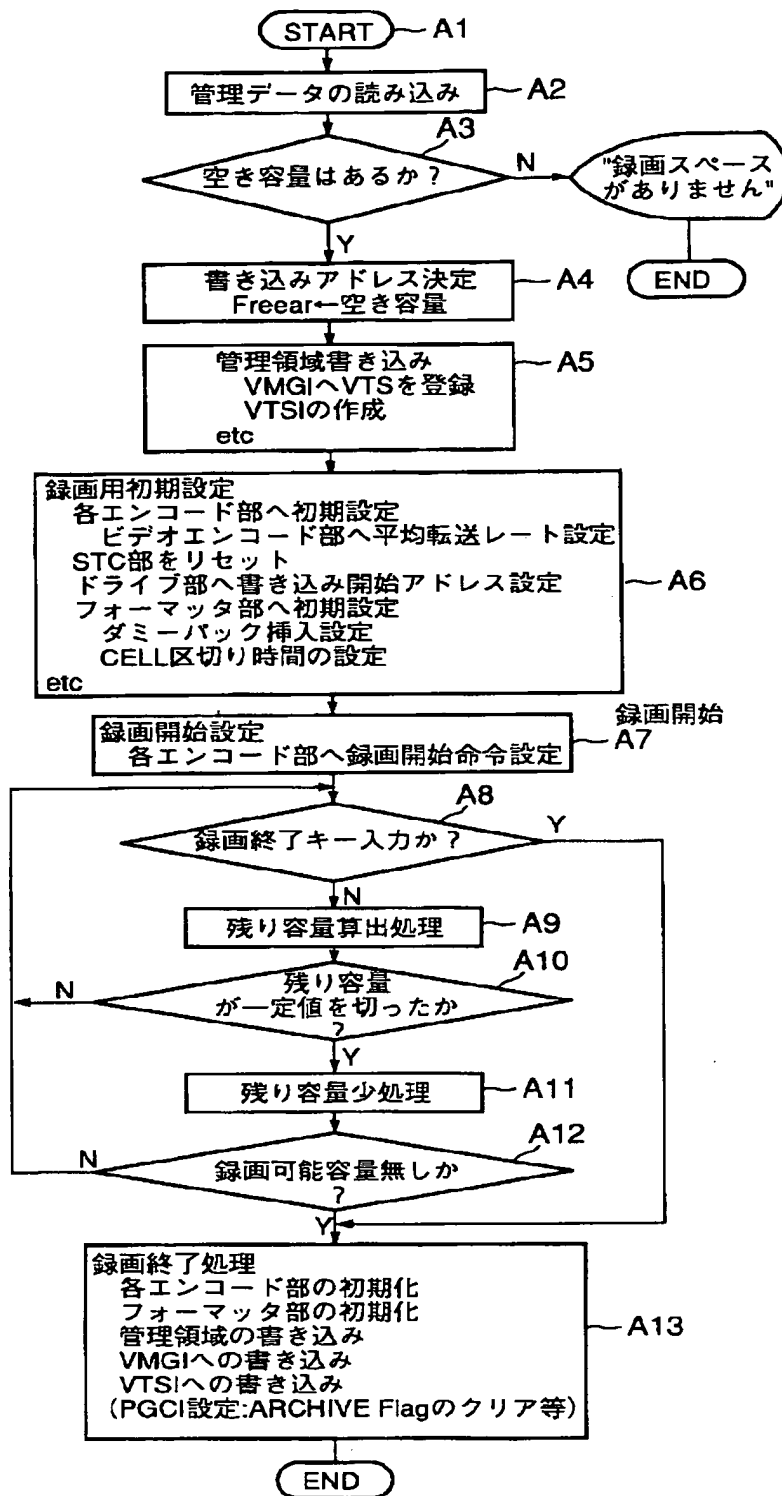 START
A1
管理データの読み込み
A2
A3
空き容量はあるか?
N
"録画スペース
がありません"
END
Y
書き込みアドレス決定
Freear←空き容量
A4
管理領域書き込み
VMGIへVTSを登録
VTSIの作成
etc
A5
録画用初期設定
各エンコード部へ初期設定
ビデオエンコード部へ平均転送レート設定
STC部をリセット
ドライブ部へ書き込み開始アドレス設定
フォーマッタ部へ初期設定
ダミーパック挿入設定
CELL区切り時間の設定
etc
A6
録画開始設定
各エンコード部へ録画開始命令設定
録画開始
A7
A8
録画終了キー入力か?
Y
N
残り容量算出処理
A9
A10
残り容量
が一定値を切ったか
?
N
Y
残り容量少処理
A11
A12
録画可能容量無しか
?
N
Y
録画終了処理
各エンコード部の初期化
フォーマッタ部の初期化
管理領域の書き込み
VMGIへの書き込み
VTSIへの書き込み
(PGCI設定:ARCHIVE Flagのクリア等)
A13
END